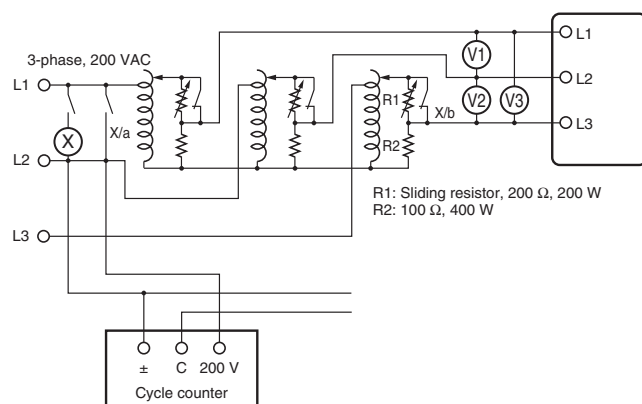 3-phase, 200 VAC
L1
L2
L3
X
X/a
R1
R2
X/b
V1
V2
V3
L1
L2
L3
R1: Sliding resistor, 200 Ω, 200 W
R2: 100 Ω, 400 W
± C 200 V
Cycle counter